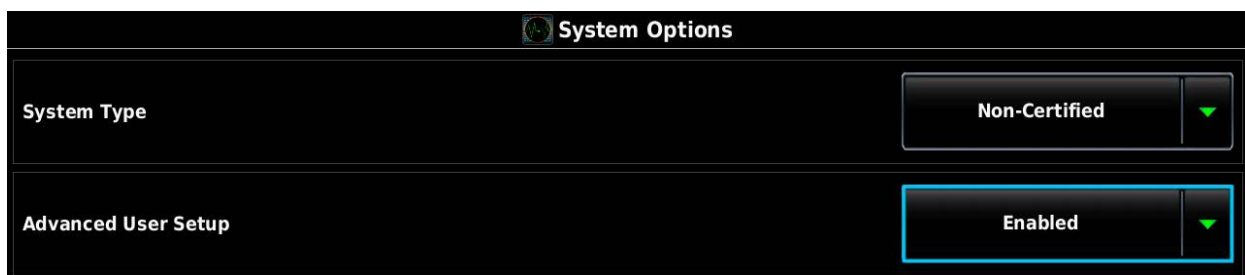 System Options
System Type
Non-Certified
Advanced User Setup
Enabled